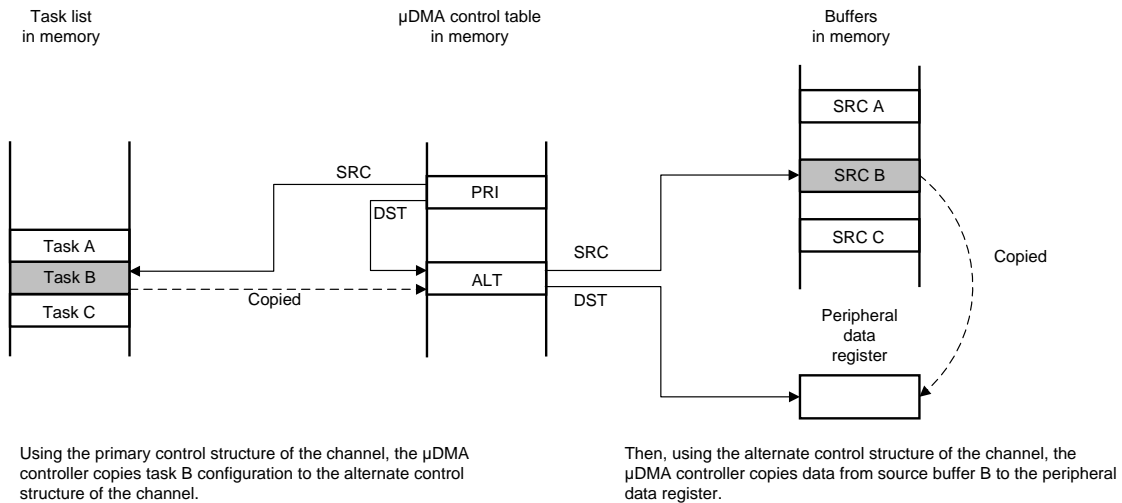 Task list
in memory
µDMA control table
in memory
Buffers
in memory
SRC A
SRC
PRI
SRC B
DST
Task A
SRC C
SRC
Copied
Task B
ALT
Copied
DST
Task C
Peripheral
data
register
Using the primary control structure of the channel, the µDMA
controller copies task B configuration to the alternate control
structure of the channel.
Then, using the alternate control structure of the channel, the
µDMA controller copies data from source buffer B to the peripheral
data register.